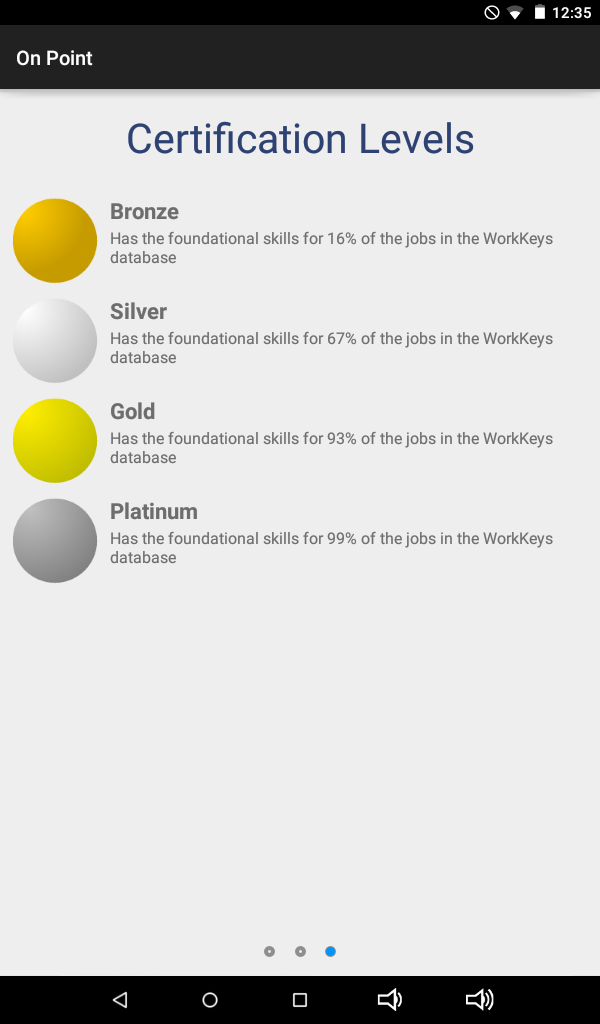 12:35
On Point
Certification Levels
Bronze
Has the foundational skills for 16% of the jobs in the WorkKeys
database
Silver
Has the foundational skills for 67% of the jobs in the WorkKeys
database
Gold
Has the foundational skills for 93% of the jobs in the WorkKeys
database
Platinum
Has the foundational skills for 99% of the jobs in the WorkKeys
database